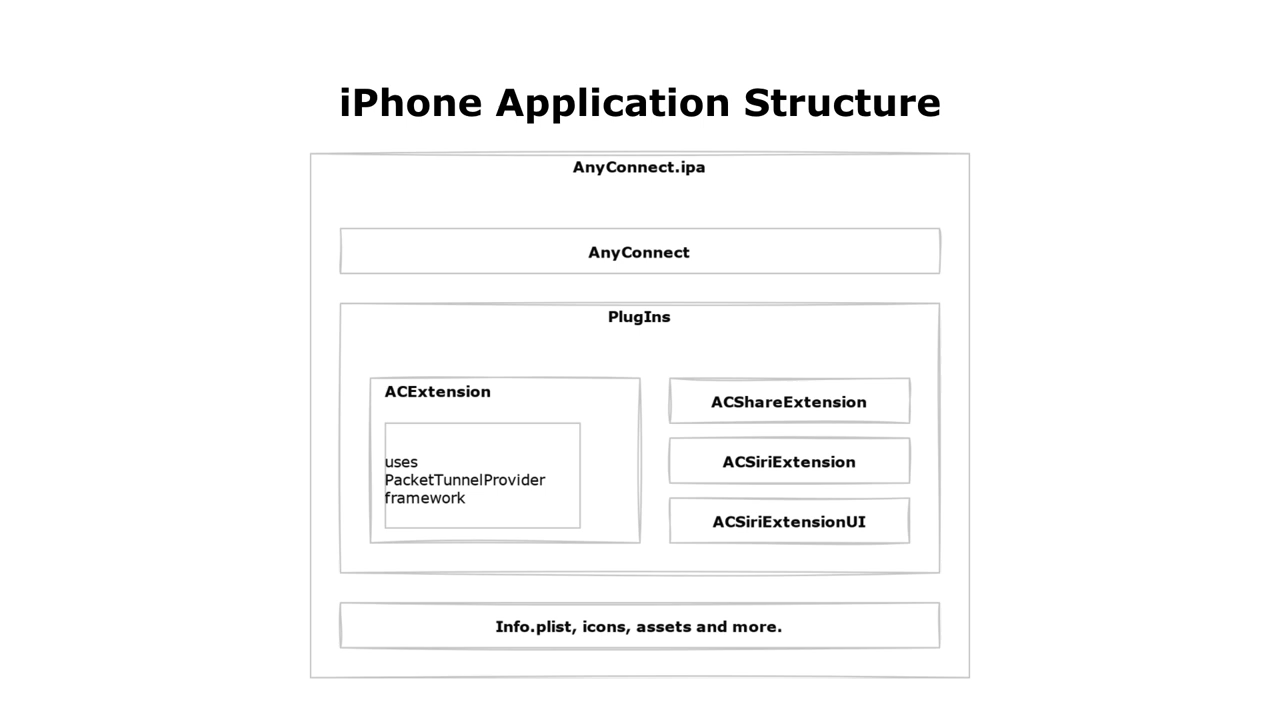 iPhone Application Structure
AnyConnect.ipa
AnyConnect
PlugIns
ACExtension
uses
PacketTunnelProvider
framework
ACShareExtension
ACSiriExtension
ACSiriExtensionUI
Info.plist, icons, assets and more.